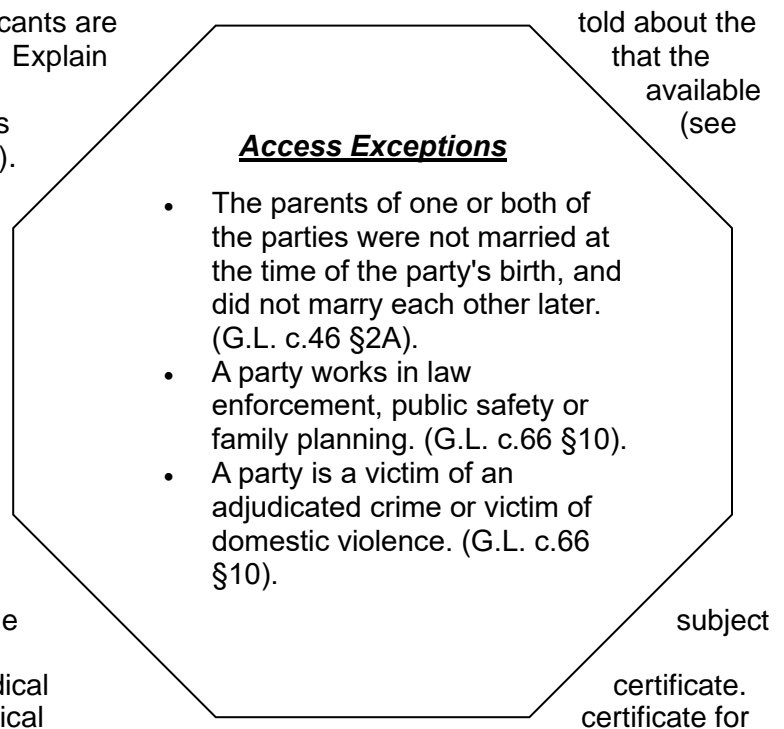 are told about the
Explain that the
available
(see
).
Access Exceptions
• The parents of one or both of
the parties were not married at
the time of the party's birth, and
did not marry each other later.
(G.L. c.46 §2A).
• A party works in law
enforcement, public safety or
family planning. (G.L. c.66 §10).
• A party is a victim of an
adjudicated crime or victim of
domestic violence. (G.L. c.66
§10).
subject
certificate.
certificate for